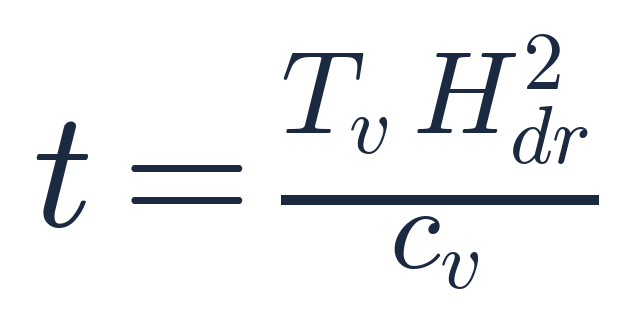 $t = \frac{T_v \, H_{dr}^2}{c_v}$